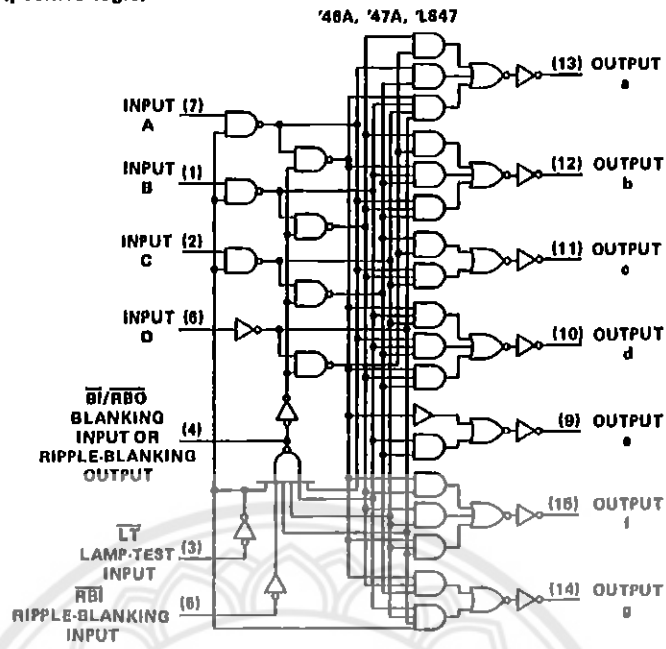 '46A, '47A, 'LS47
INPUT (7)
A
INPUT (1)
B
INPUT (2)
C
INPUT (6)
D
BI/RBO
BLANKING
INPUT OR (4)
RIPPLE-BLANKING
OUTPUT
LT
LAMP-TEST (3)
INPUT
RBI
RIPPLE-BLANKING (5)
INPUT
(13) OUTPUT
a
(12) OUTPUT
b
(11) OUTPUT
c
(10) OUTPUT
d
(9) OUTPUT
e
(15) OUTPUT
f
(14) OUTPUT
g